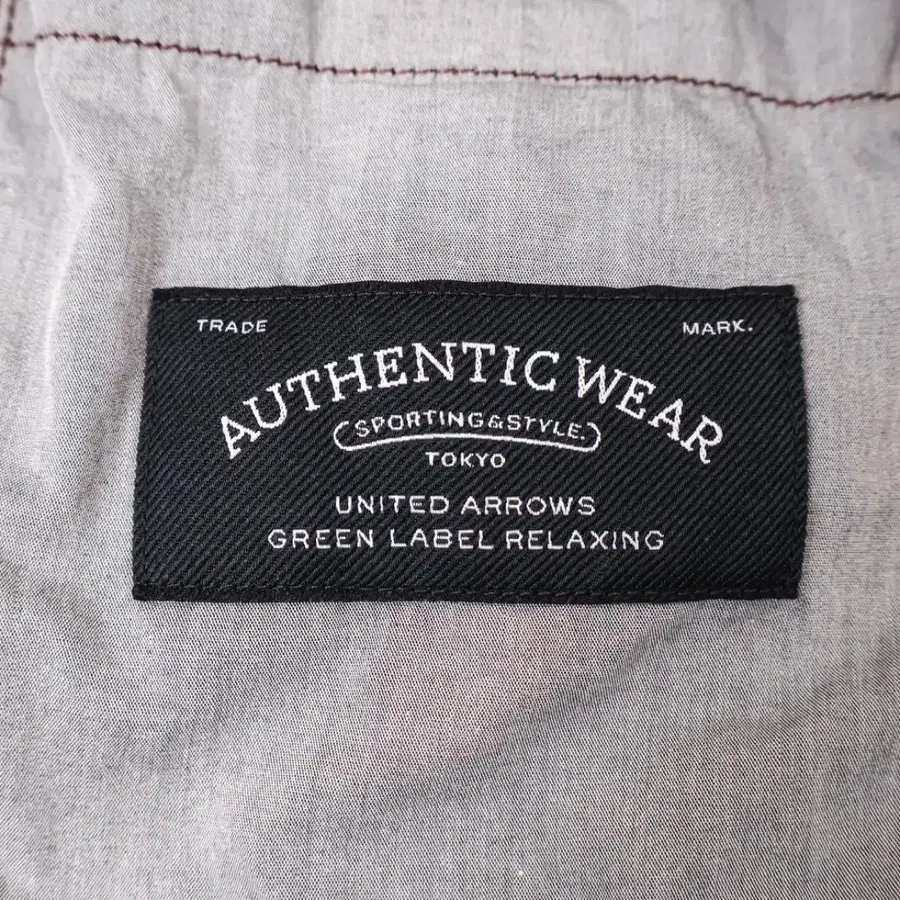 TRADE MARK.
AUTHENTIC WEAR
SPORTING&STYLE.
TOKYO
UNITED ARROWS
GREEN LABEL RELAXING